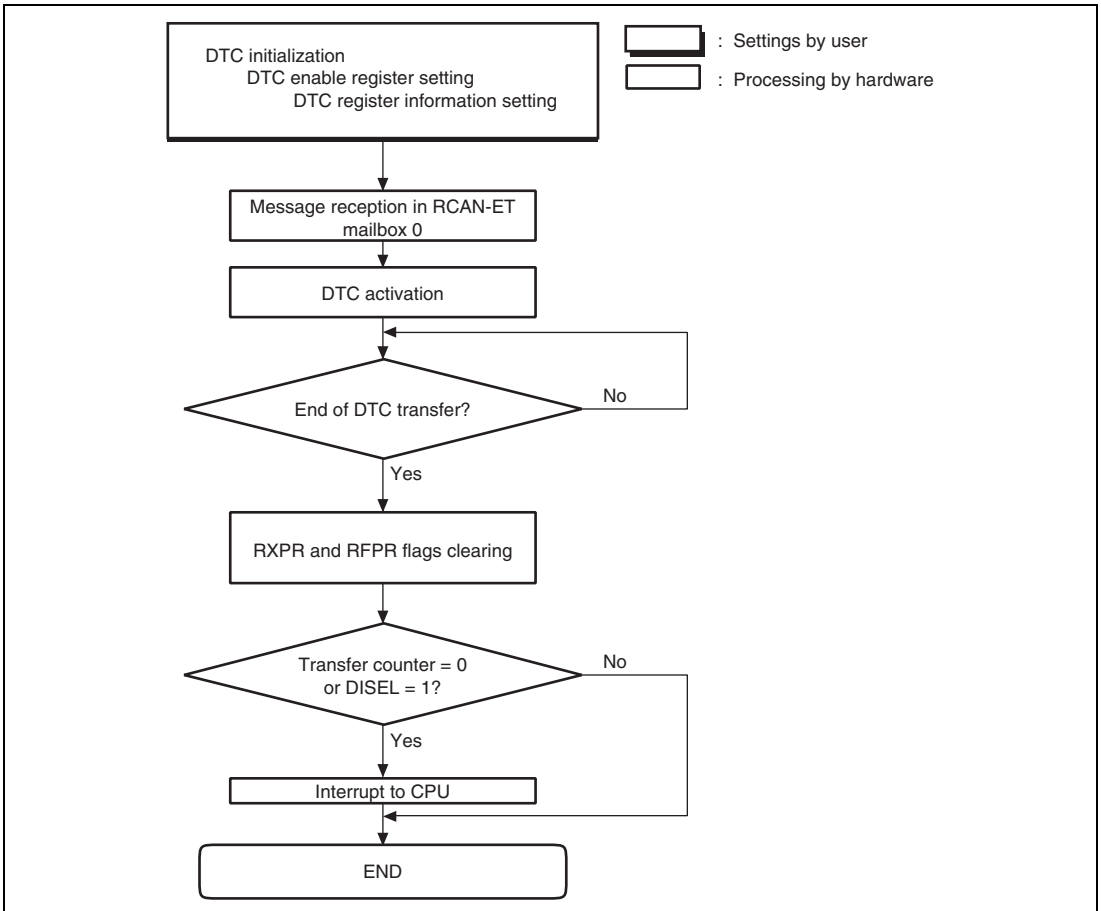 DTC initialization
DTC enable register setting
DTC register information setting
: Settings by user
: Processing by hardware
Message reception in RCAN-ET
mailbox 0
DTC activation
End of DTC transfer?
No
Yes
RXPR and RFPR flags clearing
Transfer counter = 0
or DISEL = 1?
No
Yes
Interrupt to CPU
END